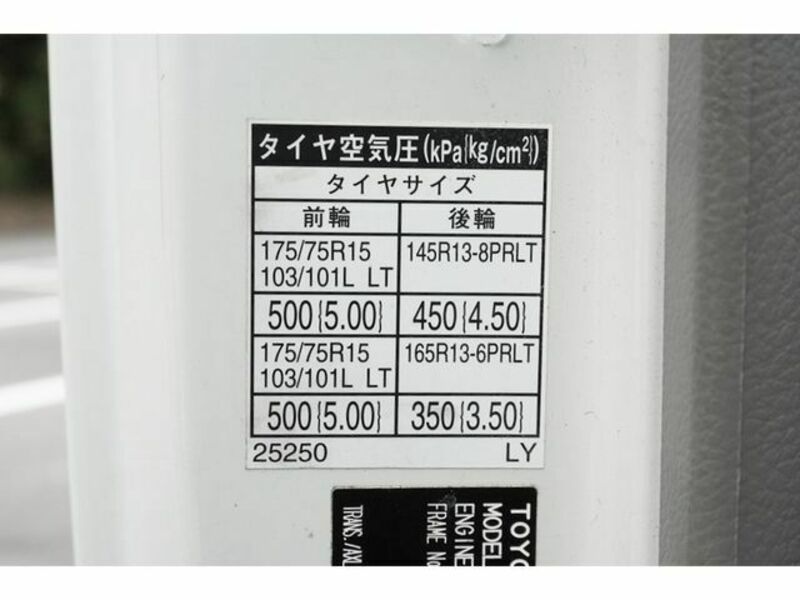 タイヤ空気圧(kPa{kg/cm²})
タイヤサイズ
前輪 後輪
175/75R15 145R13-8PRLT
103/101L LT
500{5.00} 450{4.50}
175/75R15 165R13-6PRLT
103/101L LT
500{5.00} 350{3.50}
25250 LY
TOYO
MODEL
ENGINE
FRAME No
TRANS./AXL